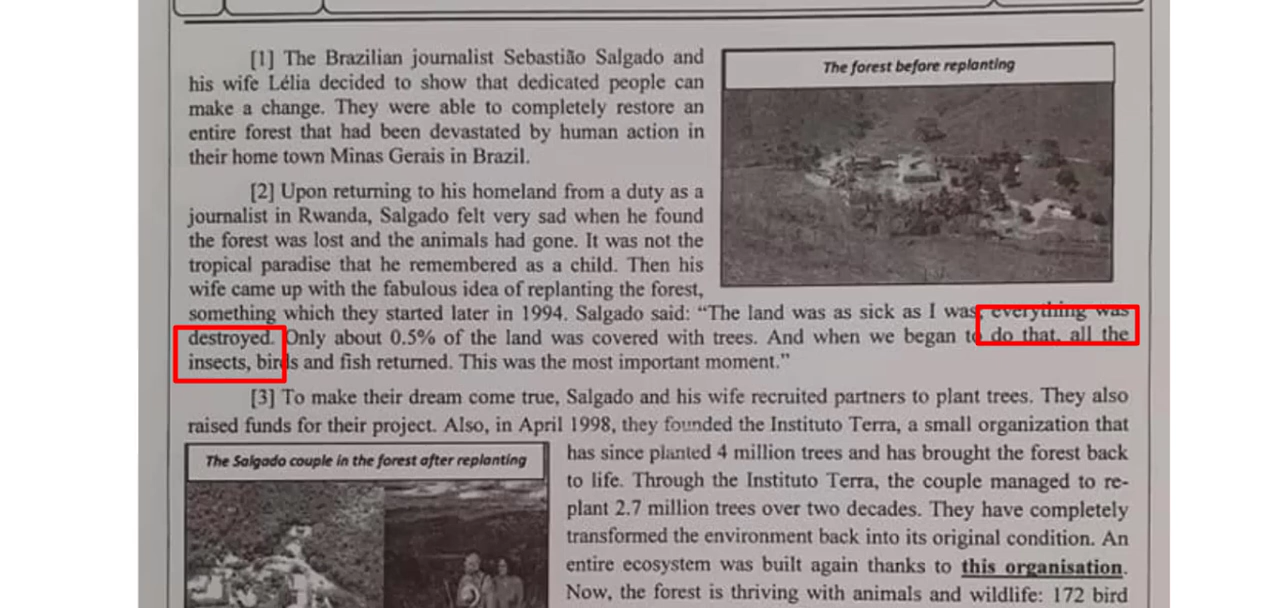 The forest before replanting
[1] The Brazilian journalist Sebastião Salgado and
his wife Lélia decided to show that dedicated people can
make a change. They were able to completely restore an
entire forest that had been devastated by human action in
their home town Minas Gerais in Brazil.
[2] Upon returning to his homeland from a duty as a
journalist in Rwanda, Salgado felt very sad when he found
the forest was lost and the animals had gone. It was not the
tropical paradise that he remembered as a child. Then his
wife came up with the fabulous idea of replanting the forest,
something which they started later in 1994. Salgado said: “The land was as sick as I was, everything was
destroyed. Only about 0.5% of the land was covered with trees. And when we began to do that, all the
insects, birds and fish returned. This was the most important moment.”
[3] To make their dream come true, Salgado and his wife recruited partners to plant trees. They also
raised funds for their project. Also, in April 1998, they founded the Instituto Terra, a small organization that
The Salgado couple in the forest after replanting
has since planted 4 million trees and has brought the forest back
to life. Through the Instituto Terra, the couple managed to re-
plant 2.7 million trees over two decades. They have completely
transformed the environment back into its original condition. An
entire ecosystem was built again thanks to this organisation.
Now, the forest is thriving with animals and wildlife: 172 bird